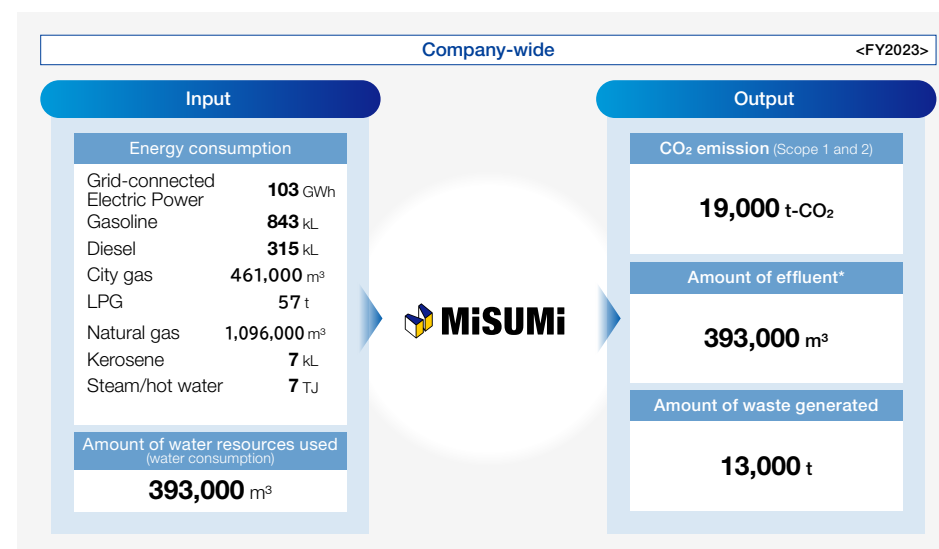 Company-wide
<FY2023>
Input
Energy consumption
Grid-connected
Electric Power 103 GWh
Gasoline 843 kL
Diesel 315 kL
City gas 461,000 m³
LPG 57 t
Natural gas 1,096,000 m³
Kerosene 7 kL
Steam/hot water 7 TJ
Amount of water resources used
(water consumption)
393,000 m³
MiSUMi
Output
CO₂ emission (Scope 1 and 2)
19,000 t-CO₂
Amount of effluent*
393,000 m³
Amount of waste generated
13,000 t